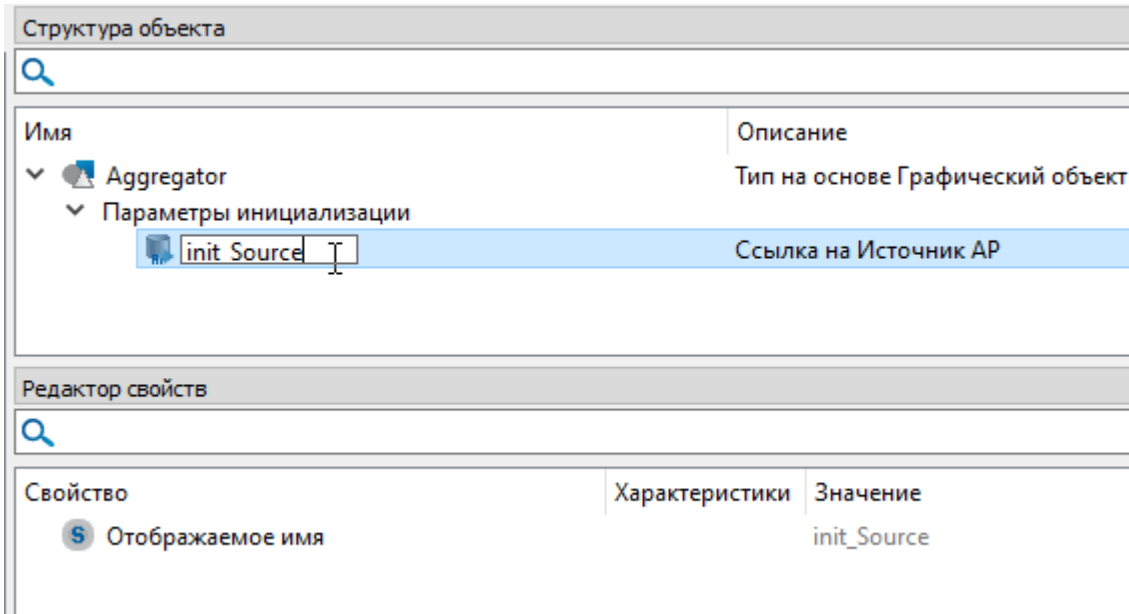 Структура объекта
Имя Описание
Aggregator Тип на основе Графический объект
Параметры инициализации
init_Source Ссылка на Источник АР
Редактор свойств
Свойство Характеристики Значение
S Отображаемое имя init_Source